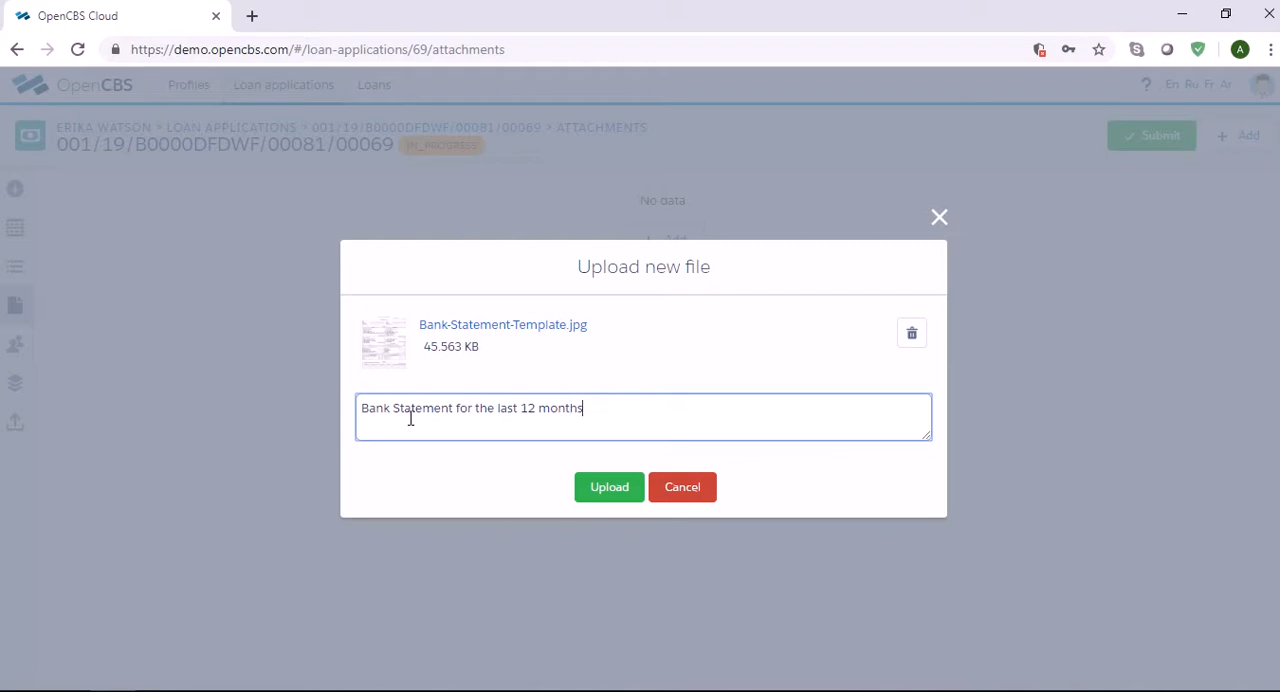 OpenCBS Cloud
https://demo.opencbs.com/#/loan-applications/69/attachments
A
OpenCBS Profiles Loan applications Loans ? En Ru Fr Ar
ERIKA WATSON > LOAN APPLICATIONS > 001/19/B0000DFDWF/00081/00069 > ATTACHMENTS
001/19/B0000DFDWF/00081/00069 IN_PROGRESS
Submit
+ Add
No data
Add
Upload new file
Bank-Statement-Template.jpg
45.563 KB
Bank Statement for the last 12 months
Upload Cancel